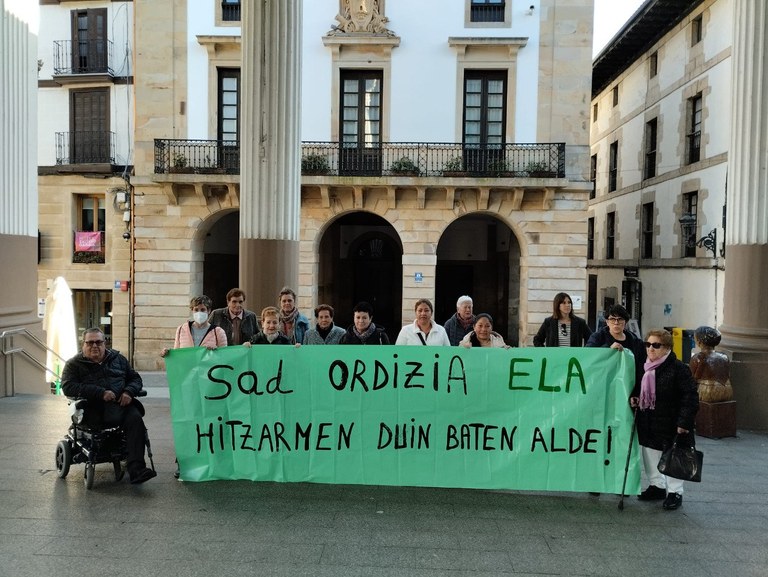 Sad ORDIZIA ELA
HITZARMEN DUIN BATEN ALDE!